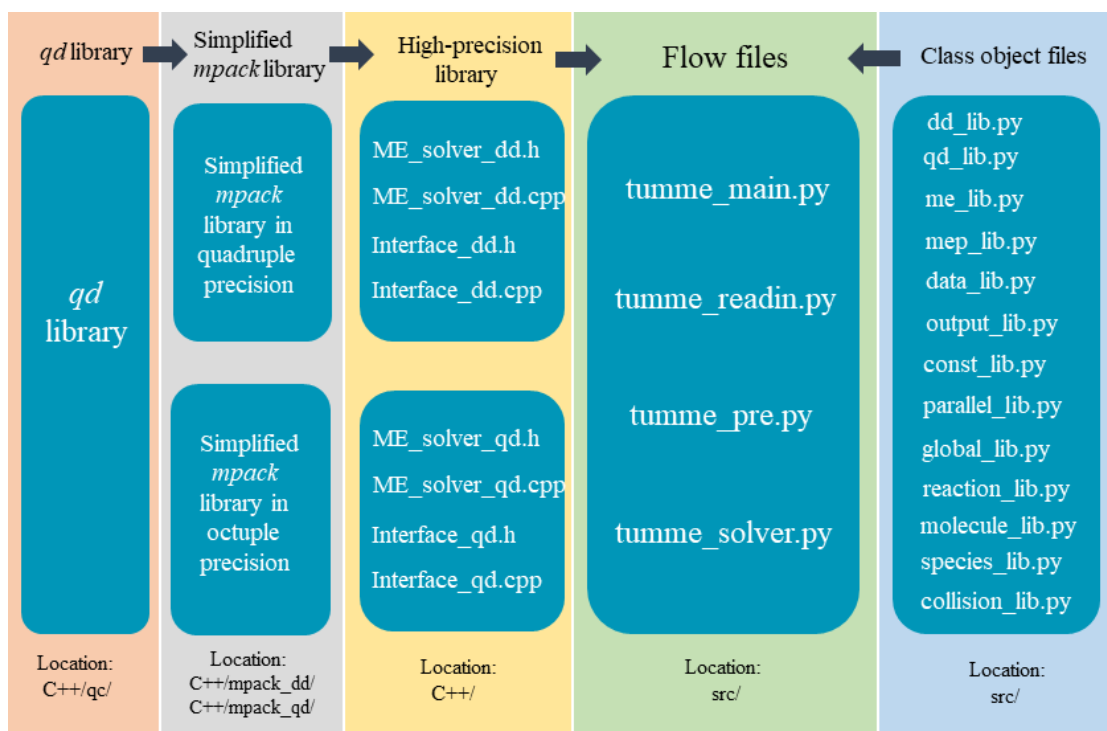 qd library
Simplified
mpack library
High-precision
library
Flow files
Class object files
qd
library
Simplified
mpack
library in
quadruple
precision
Simplified
mpack
library in
octuple
precision
ME_solver_dd.h
ME_solver_dd.cpp
Interface_dd.h
Interface_dd.cpp
ME_solver_qd.h
ME_solver_qd.cpp
Interface_qd.h
Interface_qd.cpp
tumme_main.py
tumme_readin.py
tumme_pre.py
tumme_solver.py
dd_lib.py
qd_lib.py
me_lib.py
mep_lib.py
data_lib.py
output_lib.py
const_lib.py
parallel_lib.py
global_lib.py
reaction_lib.py
molecule_lib.py
species_lib.py
collision_lib.py
Location:
C++/qc/
Location:
C++/mpack_dd/
C++/mpack_qd/
Location:
C++/
Location:
src/
Location:
src/